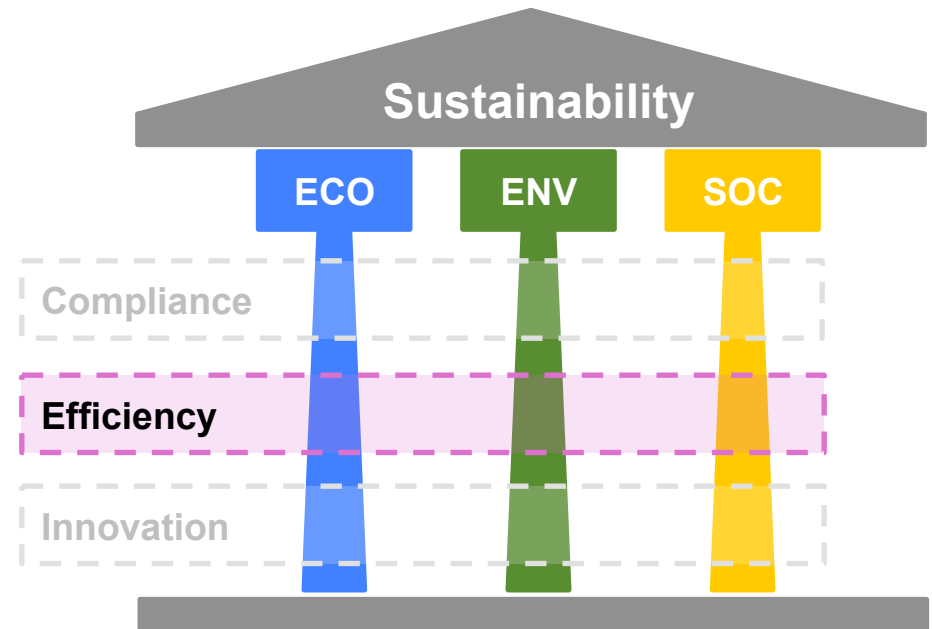 Sustainability
ECO ENV SOC
Compliance
Efficiency
Innovation